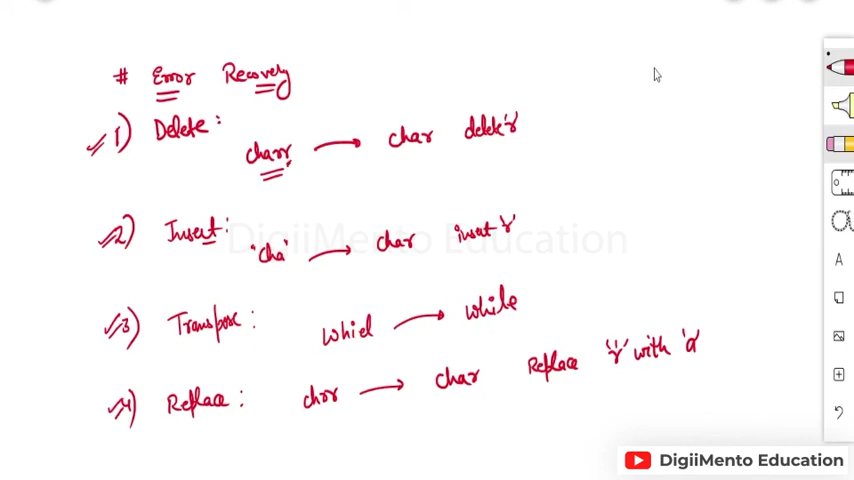 # Error Recovery
1) Delete:
charr → char delete 'r'
2) Insert:
'cha' → char insert 'r'
3) Transpose:
whiel → while
4) Replace: chrr → char Replace 'r' with 'a'
DigiiMento Education
A
DigiiMento Education